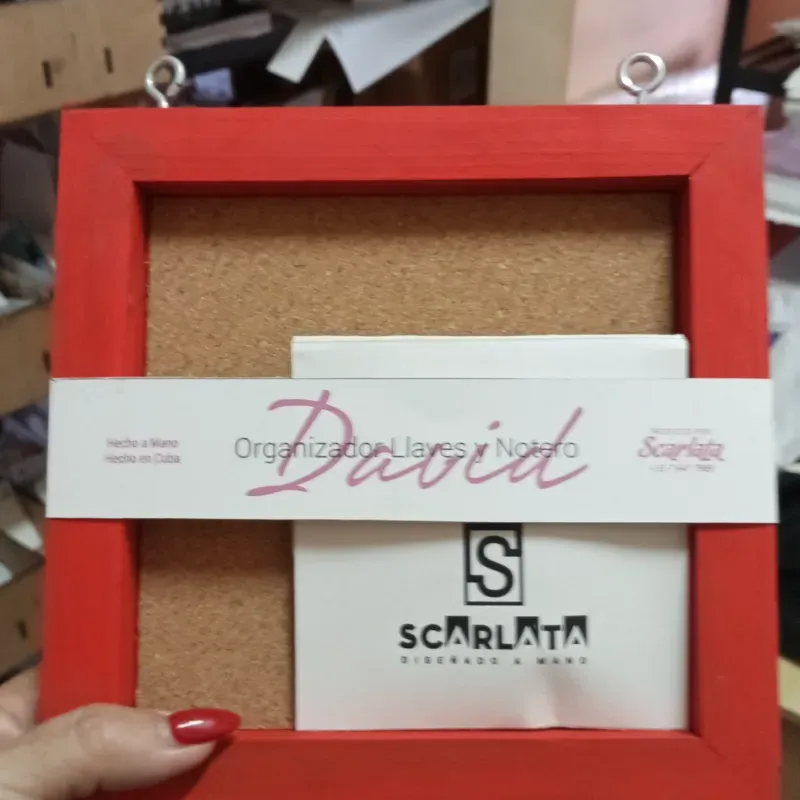 Hecho a Mano
Hecho en Cuba
David
Organizador Llaves y Notero
Scarlata
S
SCARLATA
DISEÑADO A MANO